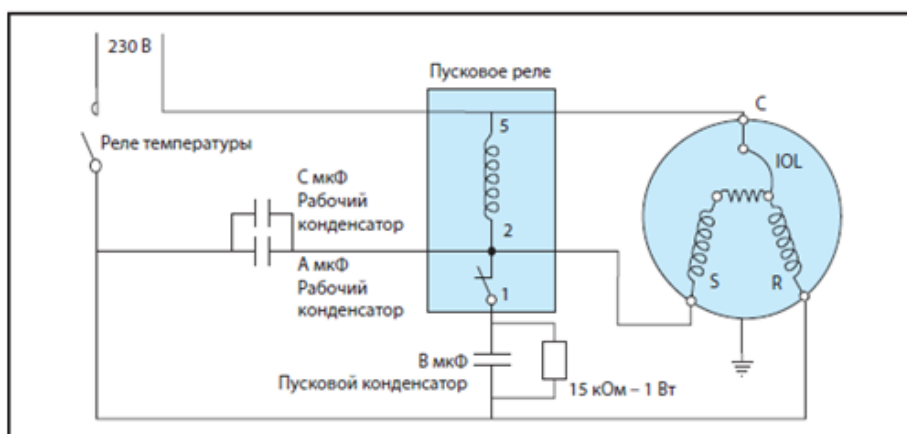 230 В
Пусковое реле
C
5
IOL
Реле температуры
С мкФ
Рабочий
конденсатор
2
А мкФ
Рабочий
конденсатор
S
R
1
В мкФ
Пусковой конденсатор
15 кОм – 1 Вт